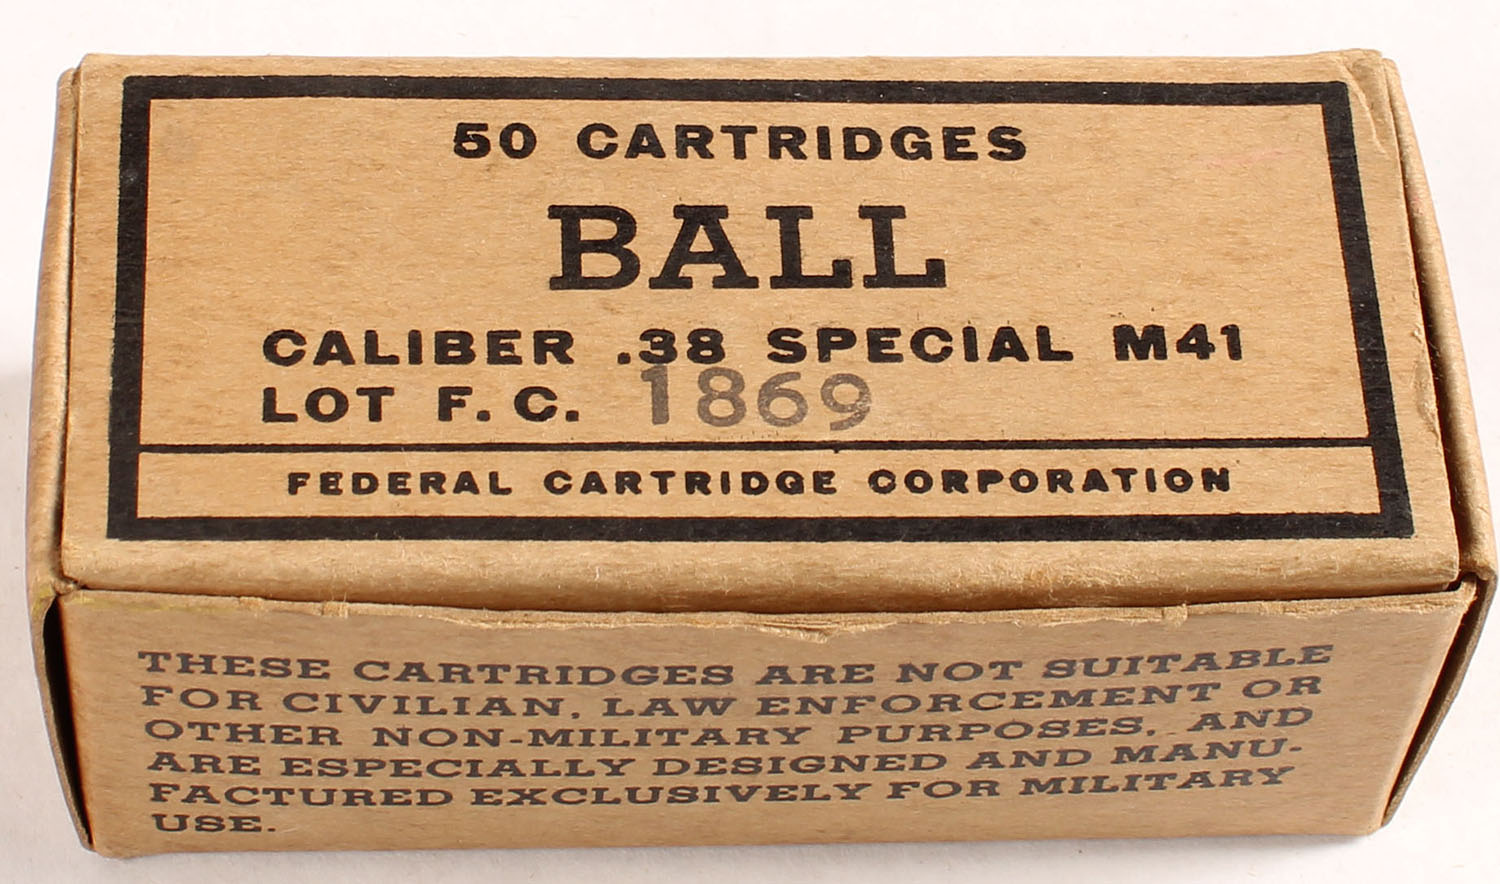 50 CARTRIDGES
BALL
CALIBER .38 SPECIAL M41
LOT F. C. 1869
FEDERAL CARTRIDGE CORPORATION
THESE CARTRIDGES ARE NOT SUITABLE
FOR CIVILIAN, LAW ENFORCEMENT OR
OTHER NON-MILITARY PURPOSES, AND
ARE ESPECIALLY DESIGNED AND MANU-
FACTURED EXCLUSIVELY FOR MILITARY
USE.